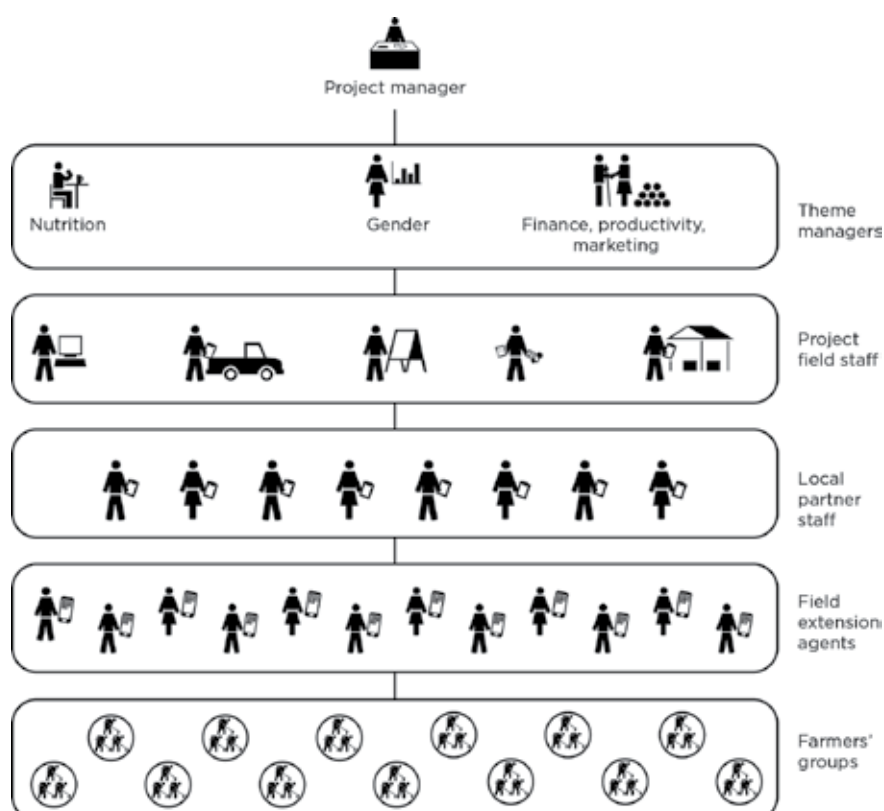 Project manager
Nutrition
Gender
Finance, productivity,
marketing
Theme
managers
Project
field staff
Local
partner
staff
Field
extension
agents
Farmers'
groups